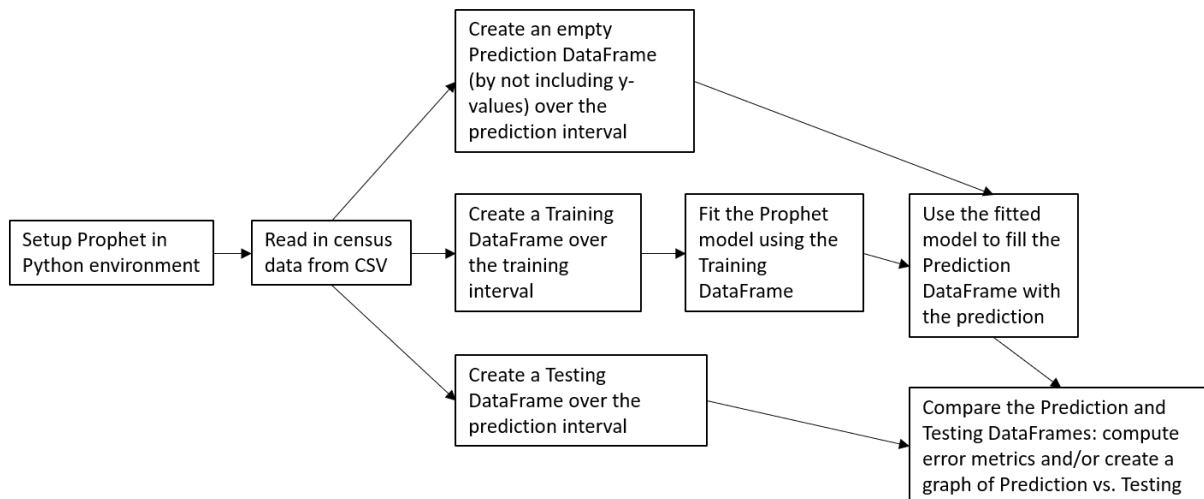 Create an empty
Prediction DataFrame
(by not including y-
values) over the
prediction interval
Setup Prophet in
Python environment
Read in census
data from CSV
Create a Training
DataFrame over
the training
interval
Fit the Prophet
model using the
Training
DataFrame
Use the fitted
model to fill the
Prediction
DataFrame with
the prediction
Create a Testing
DataFrame over the
prediction interval
Compare the Prediction and
Testing DataFrames: compute
error metrics and/or create a
graph of Prediction vs. Testing